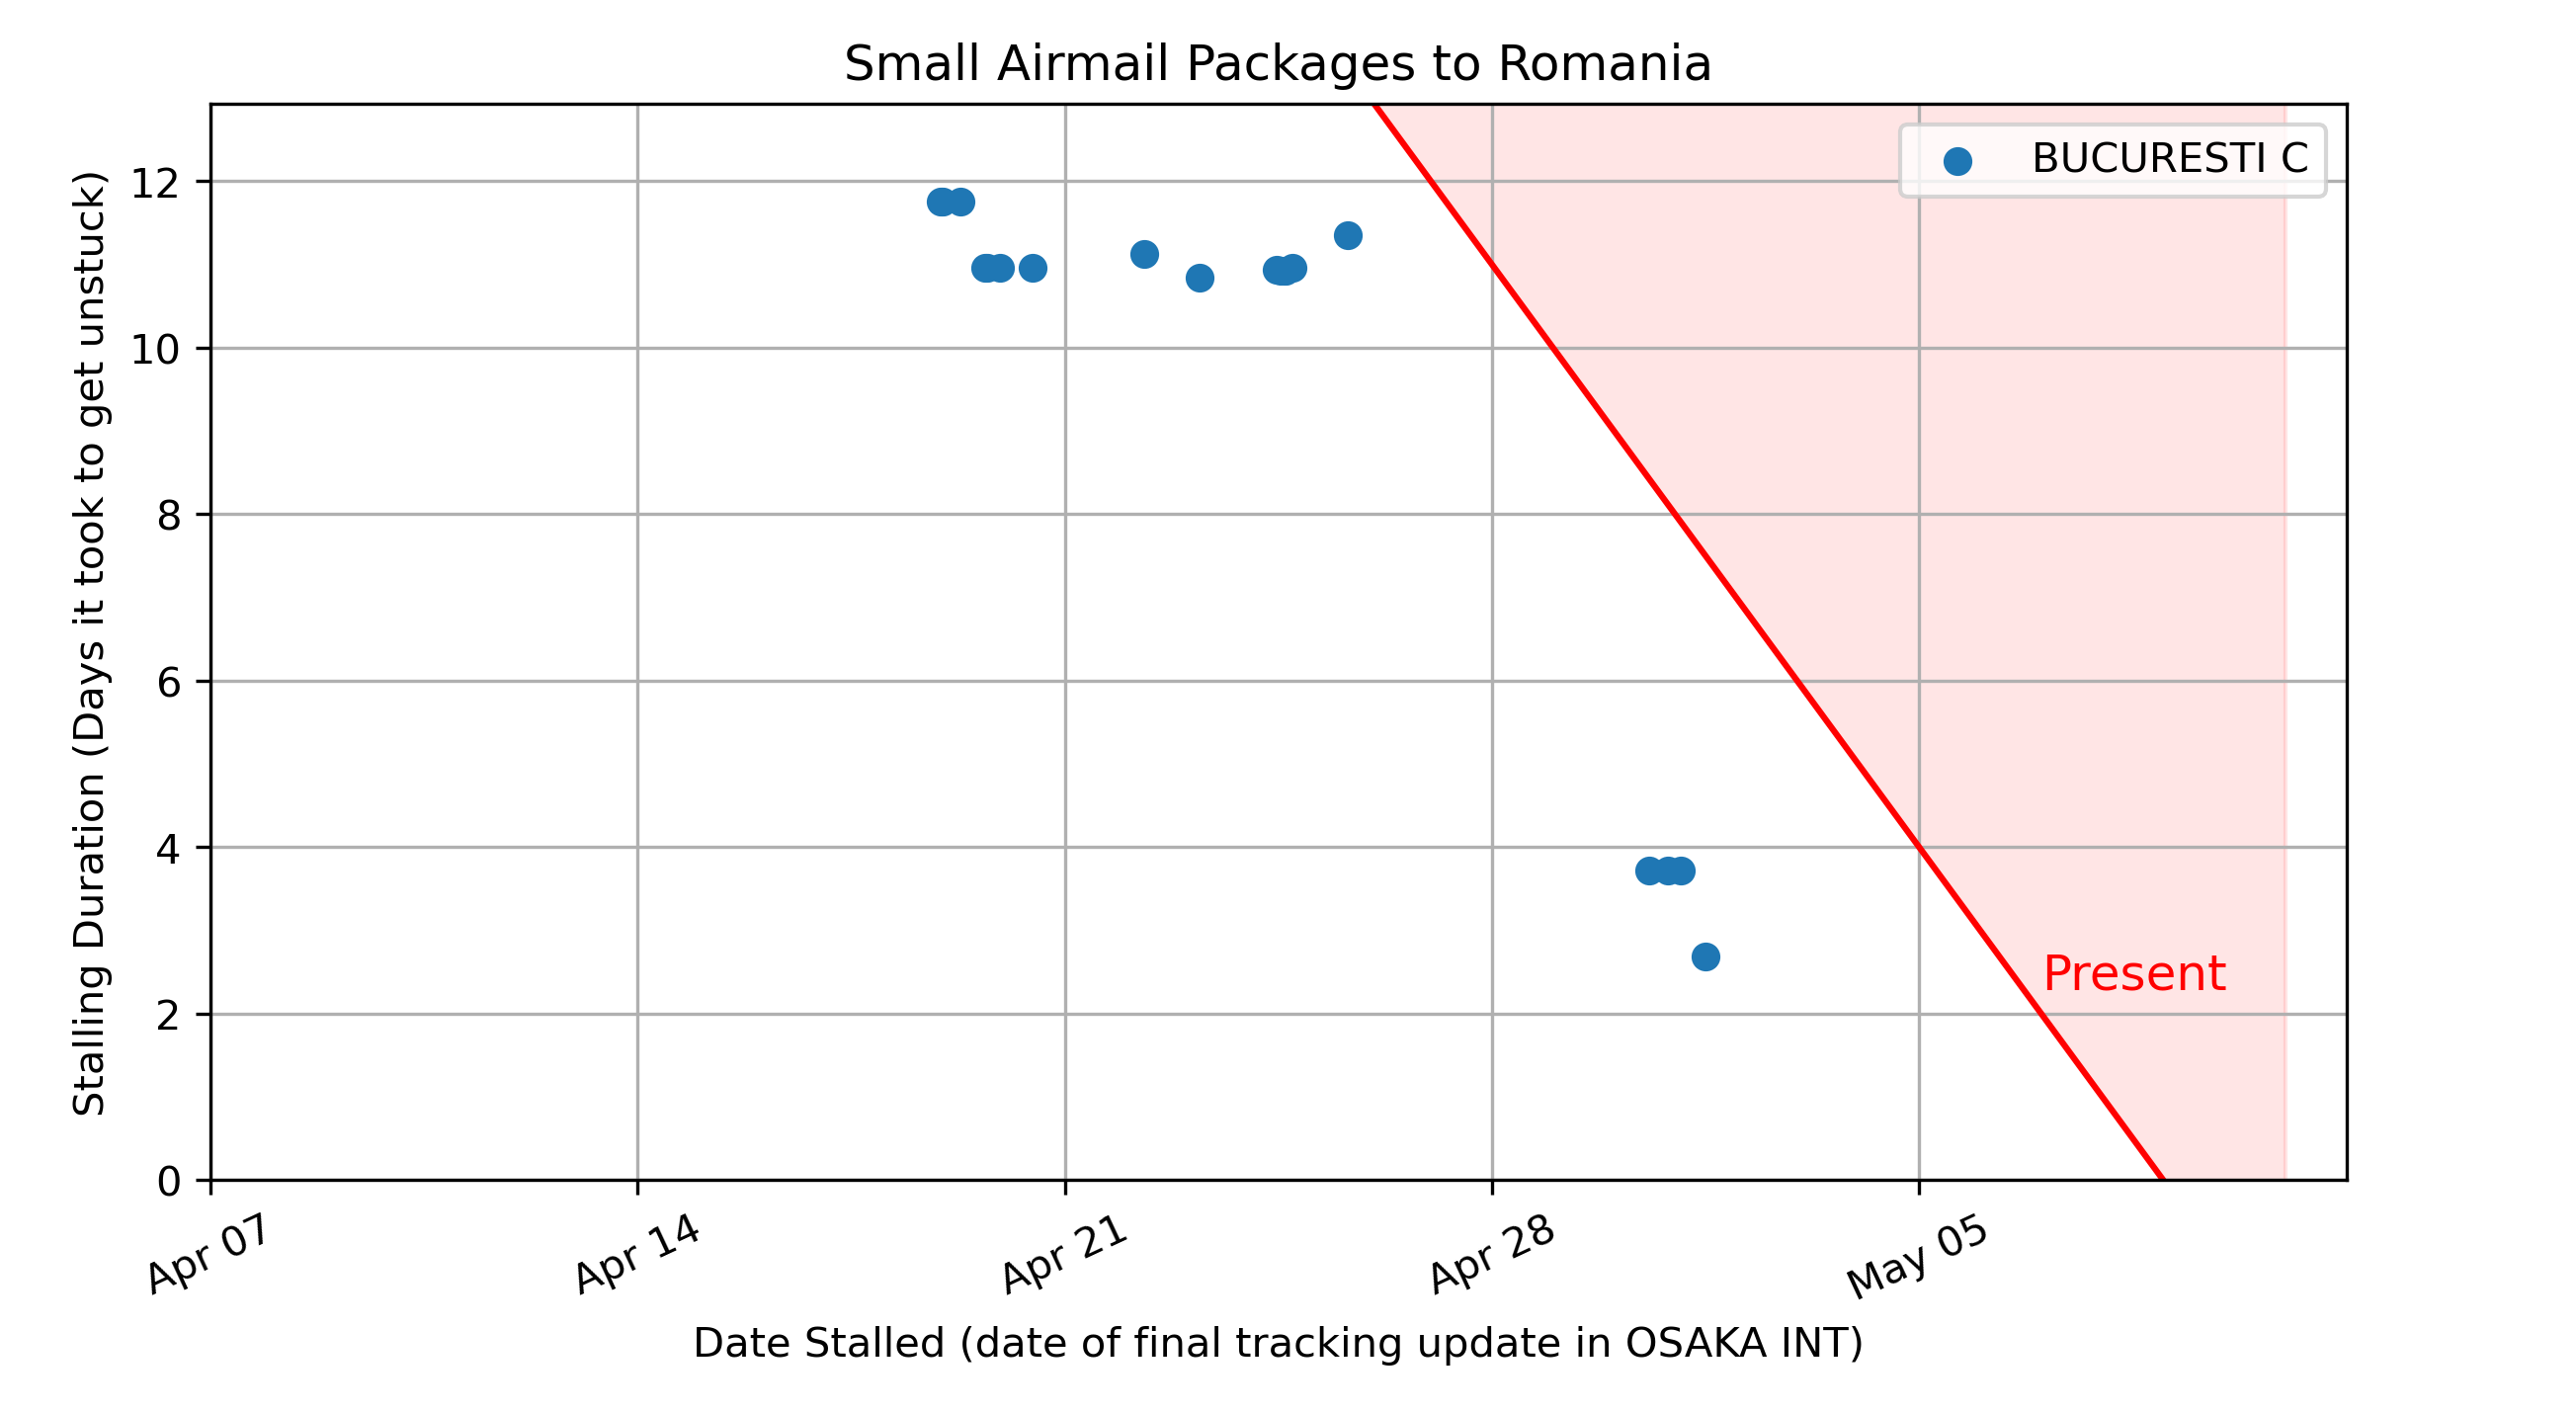 Small Airmail Packages to Romania
BUCURESTI C
Stalling Duration (Days it took to get unstuck)
12
10
8
6
4
2
0
Present
Apr 07
Apr 14
Apr 21
Apr 28
May 05
Date Stalled (date of final tracking update in OSAKA INT)